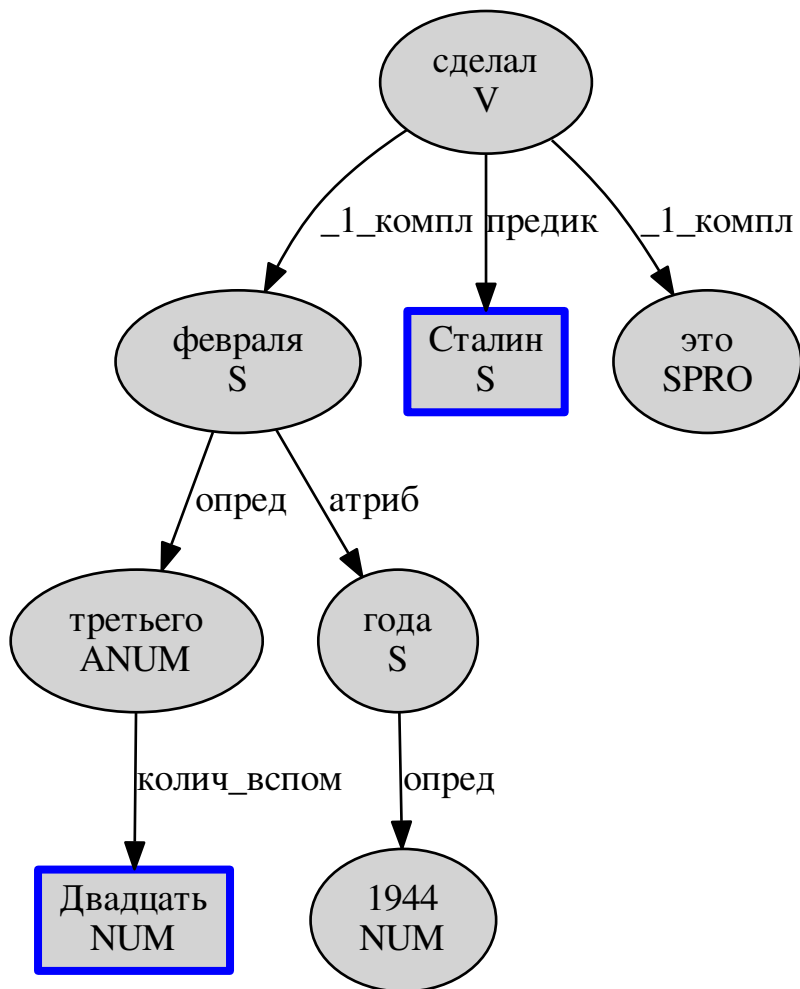 сделал
V
_1_компл
предик
_1_компл
февраля
S
Сталин
S
это
SPRO
опред
атриб
третьего
ANUM
года
S
колич_вспом
опред
Двадцать
NUM
1944
NUM